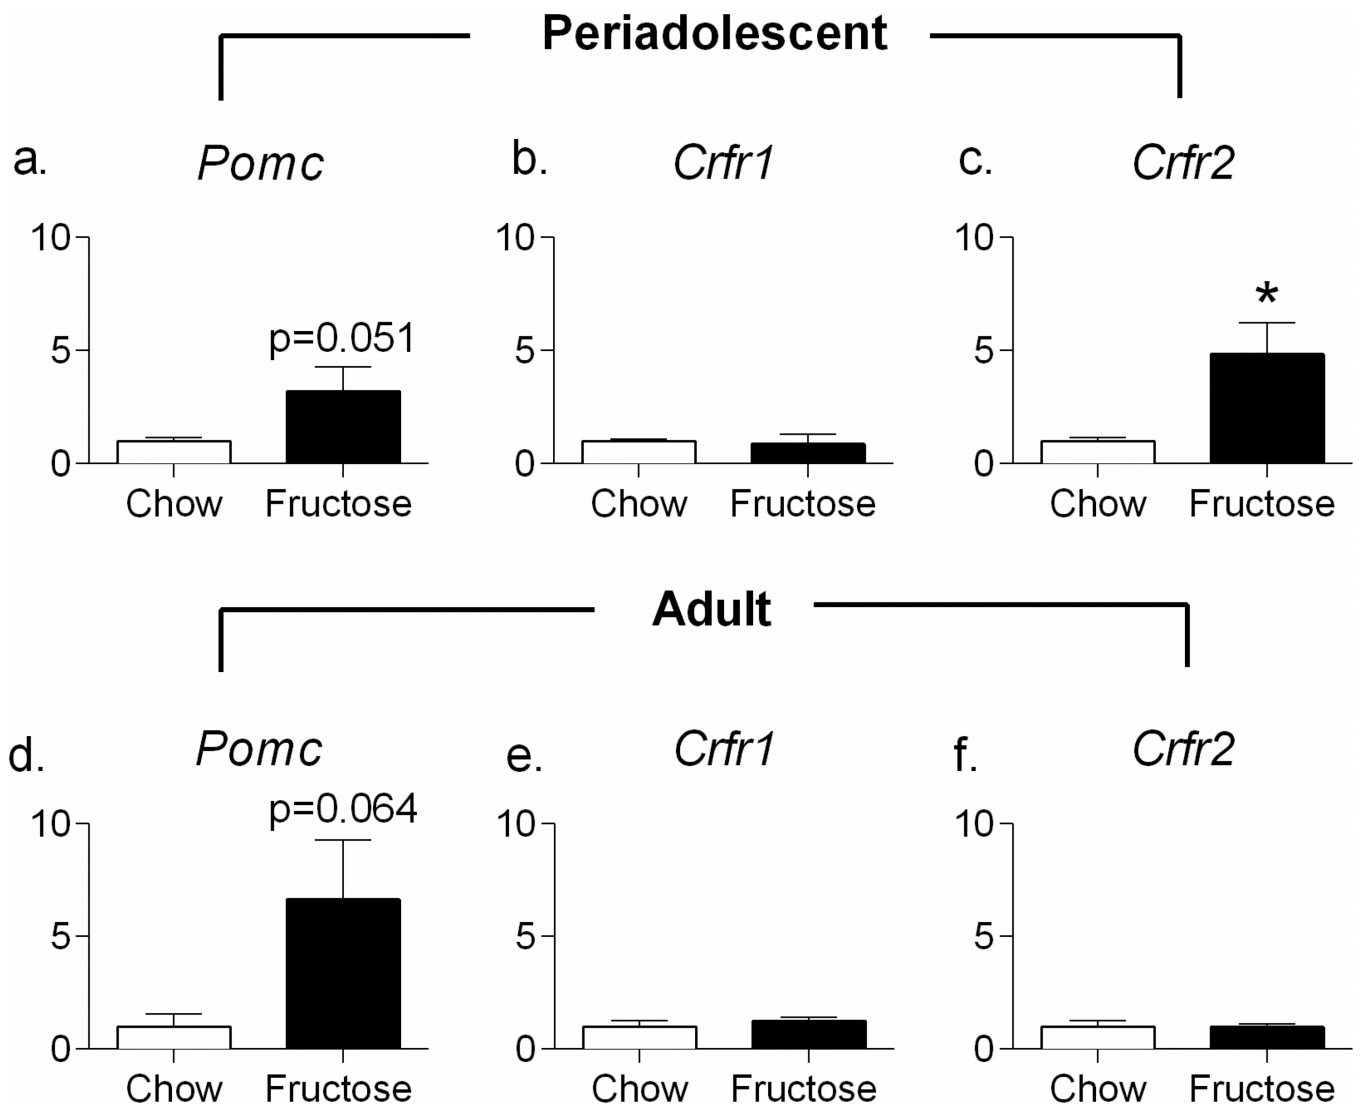 Periadolescent
a. Pomc b. Crfr1 c. Crfr2
10 10 10
p=0.051 *
5 5 5
0 0 0
Chow Fructose Chow Fructose Chow Fructose
Adult
d. Pomc e. Crfr1 f. Crfr2
p=0.064
10 10 10
5 5 5
0 0 0
Chow Fructose Chow Fructose Chow Fructose